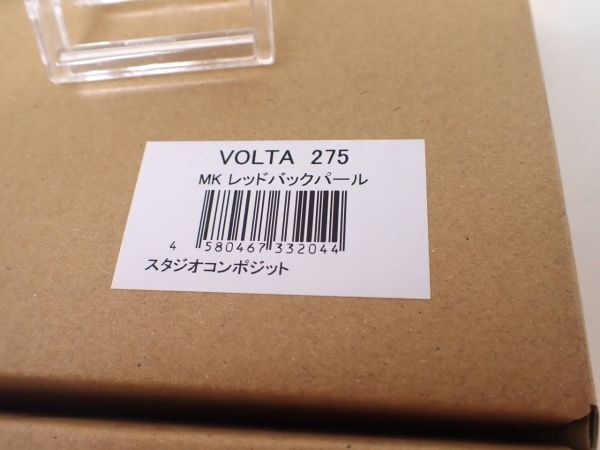 VOLTA 275
MK レッドバックパール
4 580467 332044
スタジオコンポジット